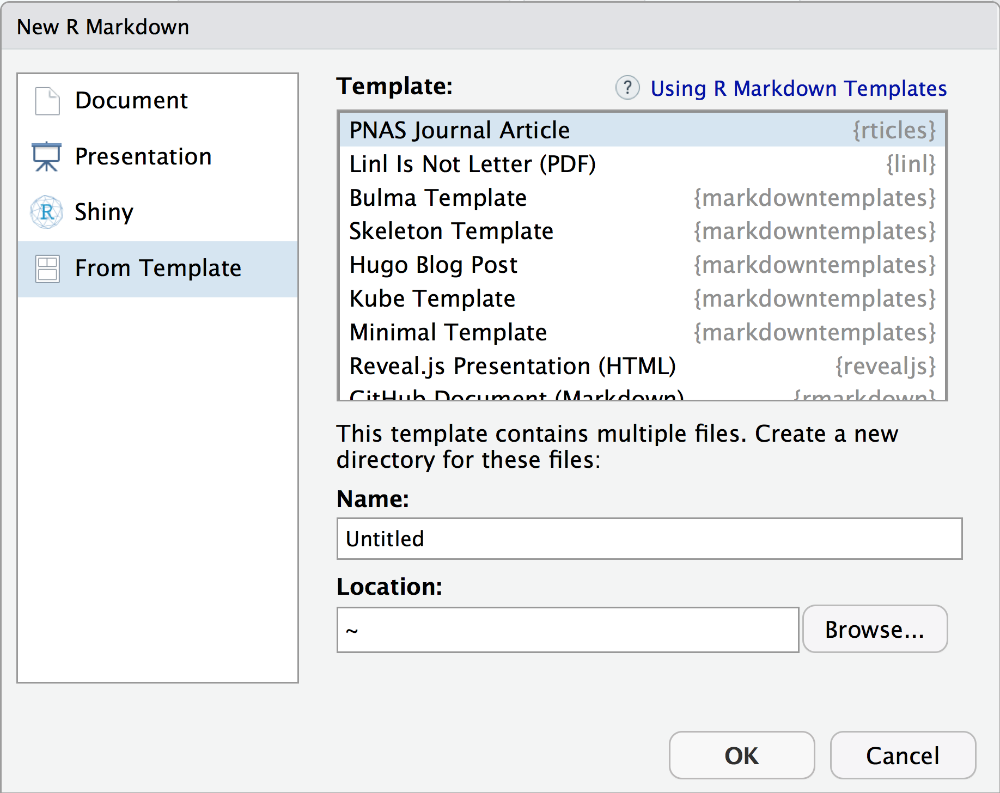 New R Markdown
Document
Presentation
Shiny
From Template
Template:
? Using R Markdown Templates
PNAS Journal Article {rticles}
Linl Is Not Letter (PDF) {linl}
Bulma Template {markdowntemplates}
Skeleton Template {markdowntemplates}
Hugo Blog Post {markdowntemplates}
Kube Template {markdowntemplates}
Minimal Template {markdowntemplates}
Reveal.js Presentation (HTML) {revealjs}
GitHub Document (Markdown) {rmarkdown}
This template contains multiple files. Create a new
directory for these files:
Name:
Untitled
Location:
~
Browse...
OK
Cancel